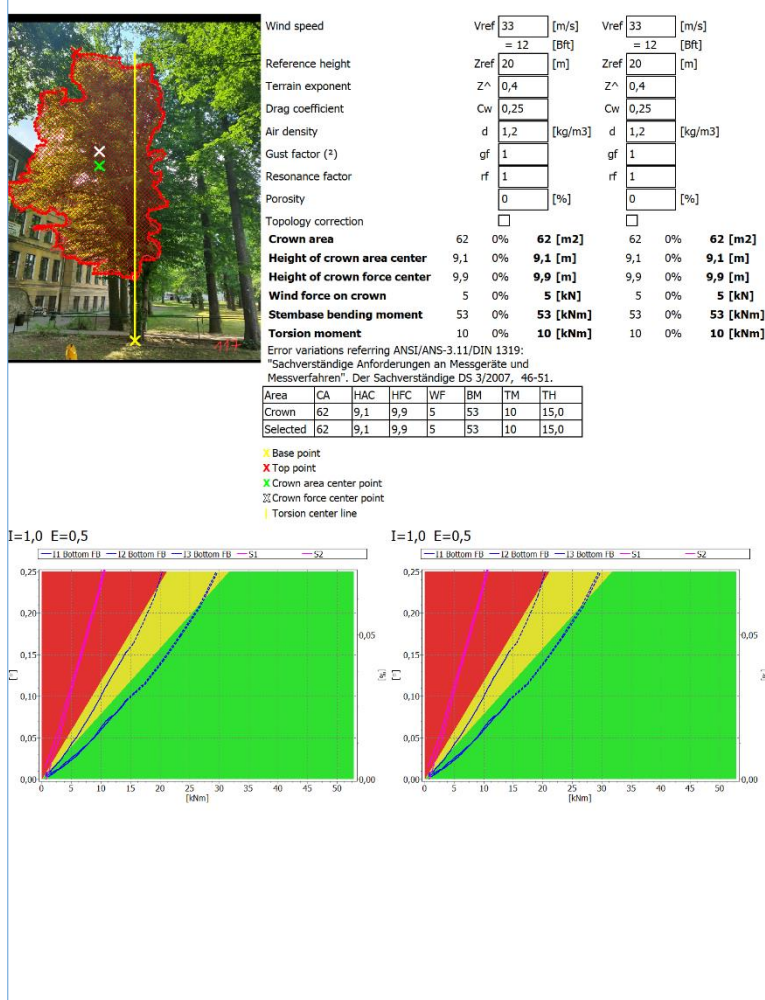 Wind speed Vref 33 [m/s] Vref 33 [m/s]
= 12 [Bft] = 12 [Bft]
Reference height Zref 20 [m] Zref 20 [m]
Terrain exponent Z^ 0,4 Z^ 0,4
Drag coefficient Cw 0,25 Cw 0,25
Air density d 1,2 [kg/m3] d 1,2 [kg/m3]
Gust factor (²) gf 1 gf 1
Resonance factor rf 1 rf 1
Porosity 0 [%] 0 [%]
Topology correction
Crown area 62 0% 62 [m2] 62 0% 62 [m2]
Height of crown area center 9,1 0% 9,1 [m] 9,1 0% 9,1 [m]
Height of crown force center 9,9 0% 9,9 [m] 9,9 0% 9,9 [m]
Wind force on crown 5 0% 5 [kN] 5 0% 5 [kN]
Stembase bending moment 53 0% 53 [kNm] 53 0% 53 [kNm]
Torsion moment 10 0% 10 [kNm] 10 0% 10 [kNm]
Error variations referring ANSI/ANS-3.11/DIN 1319:
"Sachverständige Anforderungen an Messgeräte und
Messverfahren". Der Sachverständige DS 3/2007, 46-51.
Area CA HAC HFC WF BM TM TH
Crown 62 9,1 9,9 5 53 10 15,0
Selected 62 9,1 9,9 5 53 10 15,0
X Base point
X Top point
X Crown area center point
X Crown force center point
| Torsion center line
I=1,0 E=0,5 I=1,0 E=0,5
I1 Bottom FB I2 Bottom FB I3 Bottom FB S1 S2 I1 Bottom FB I2 Bottom FB I3 Bottom FB S1 S2
0,25 0,25
0,20 0,20
0,05 0,05
0,15 0,15
[°] [%] [°]
0,10 0,10
0,05 0,05
0,00 0,00 0,00 0,00
0 5 10 15 20 25 30 35 40 45 50 0 5 10 15 20 25 30 35 40 45 50
[kNm] [kNm]